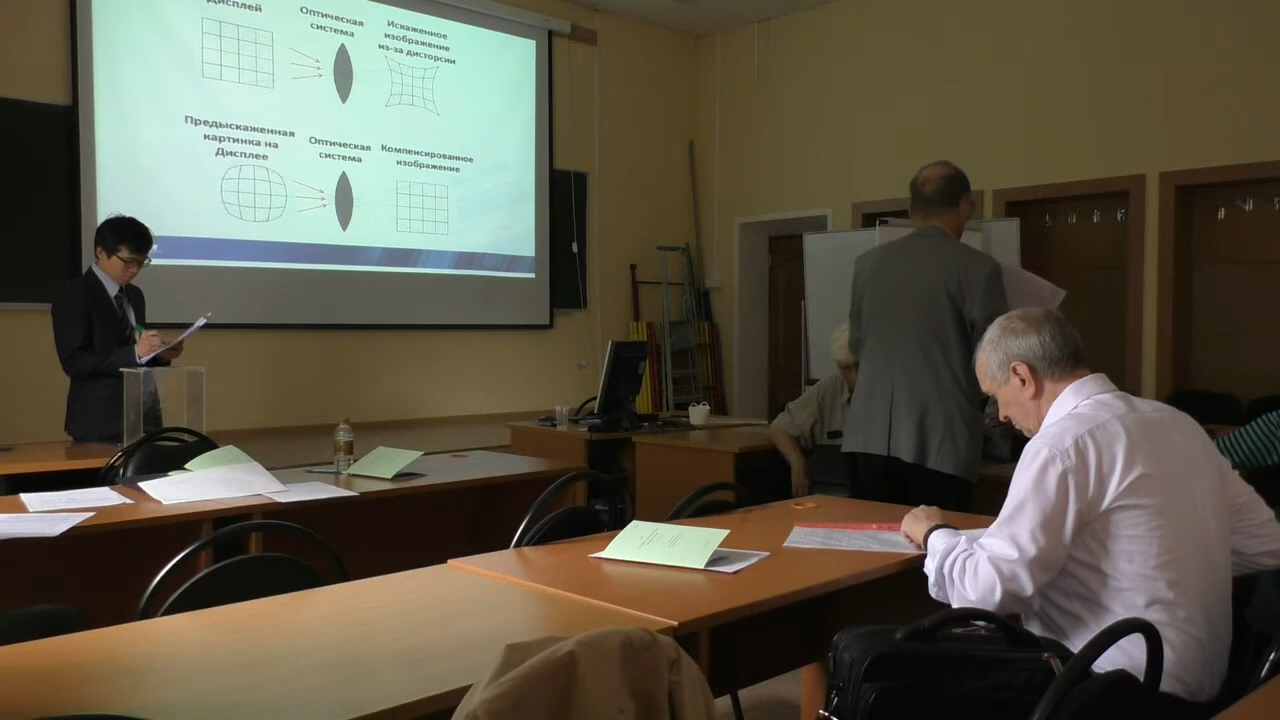 Дисплей
Оптическая
система
Искаженное
изображение
из-за дисторсии
Предыскаженная
картинка на
Дисплее
Оптическая
система
Компенсированное
изображение